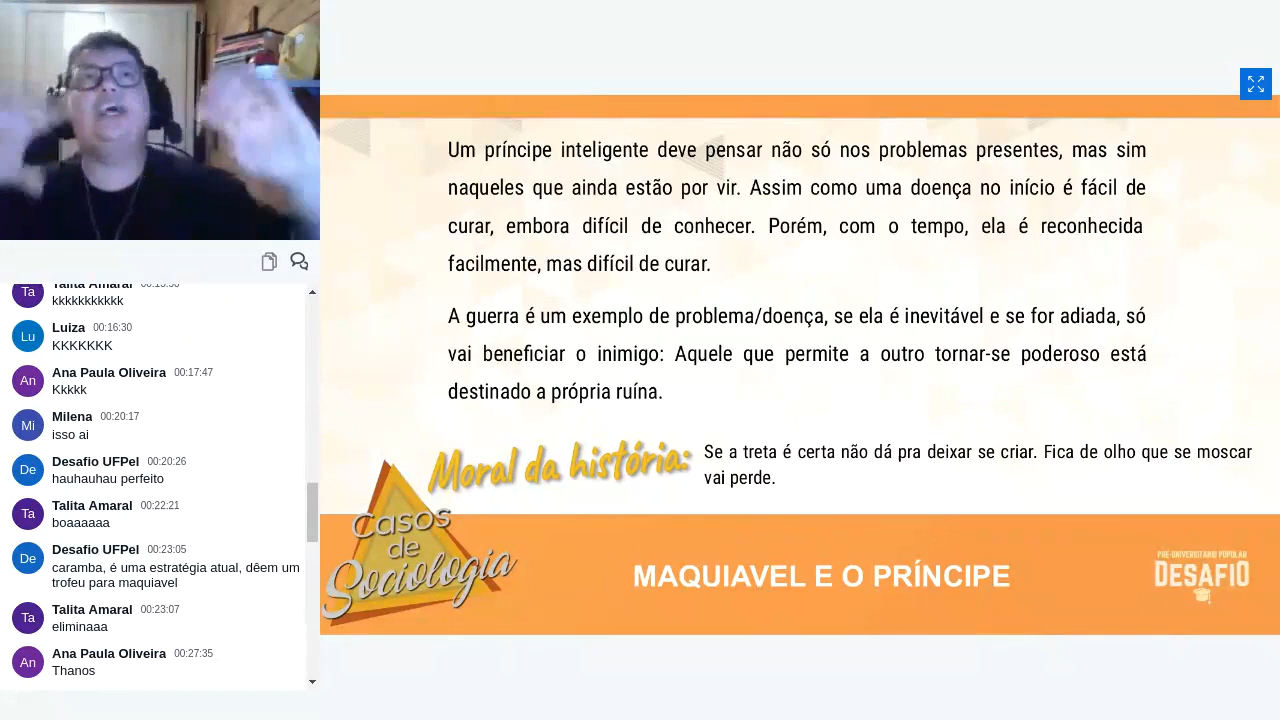 Um príncipe inteligente deve pensar não só nos problemas presentes, mas sim
naqueles que ainda estão por vir. Assim como uma doença no início é fácil de
curar, embora difícil de conhecer. Porém, com o tempo, ela é reconhecida
facilmente, mas difícil de curar.
A guerra é um exemplo de problema/doença, se ela é inevitável e se for adiada, só
vai beneficiar o inimigo: Aquele que permite a outro tornar-se poderoso está
destinado a própria ruína.
Moral da história:
Se a treta é certa não dá pra deixar se criar. Fica de olho que se moscar
vai perde.
Casos
de
Sociologia
MAQUIAVEL E O PRÍNCIPE
PRÉ-UNIVERSITÁRIO POPULAR
DESAFIO
Ta
Talita Amaral
kkkkkkkkkkk
Lu
Luiza 00:16:30
KKKKKKK
An
Ana Paula Oliveira 00:17:47
Kkkkk
Mi
Milena 00:20:17
isso ai
De
Desafio UFPel 00:20:26
hauhauhau perfeito
Ta
Talita Amaral 00:22:21
boaaaaaa
De
Desafio UFPel 00:23:05
caramba, é uma estratégia atual, dêem um
trofeu para maquiavel
Ta
Talita Amaral 00:23:07
eliminaaa
An
Ana Paula Oliveira 00:27:35
Thanos